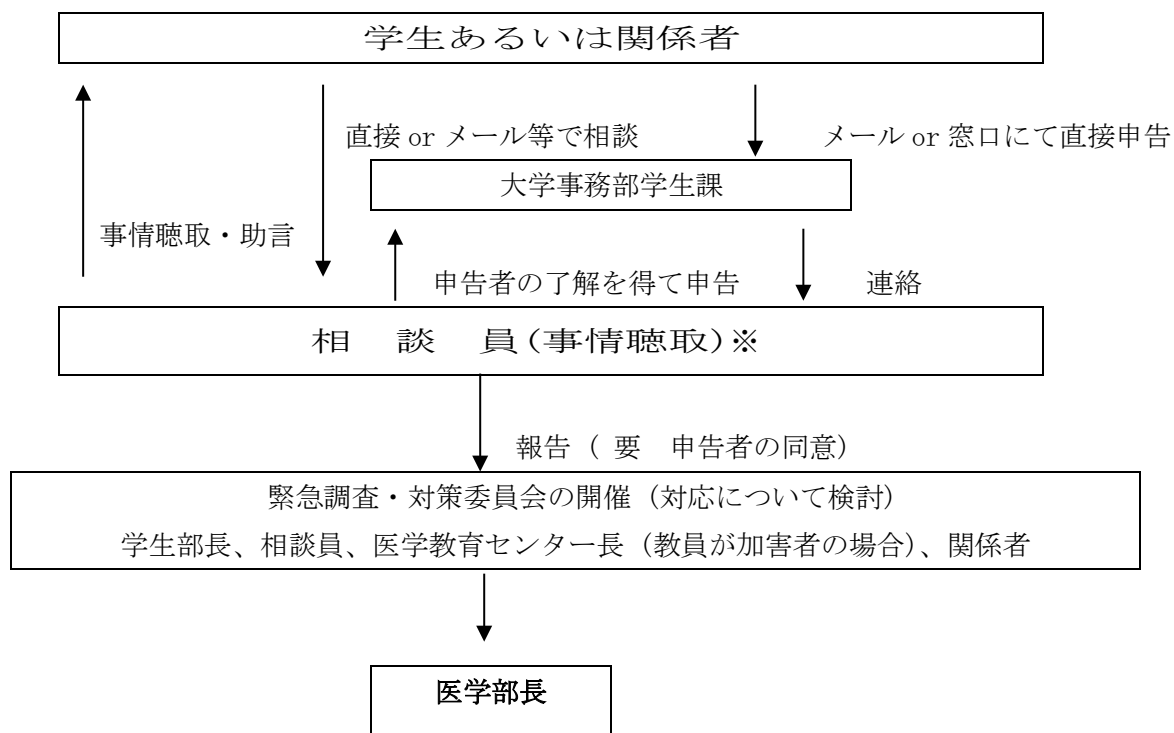 学生あるいは関係者
直接 or メール等で相談
メール or 窓口にて直接申告
大学事務部学生課
事情聴取・助言
申告者の了解を得て申告
連絡
相 談 員(事情聴取)※
報告（ 要 申告者の同意）
緊急調査・対策委員会の開催（対応について検討）
学生部長、相談員、医学教育センター長（教員が加害者の場合）、関係者
医学部長